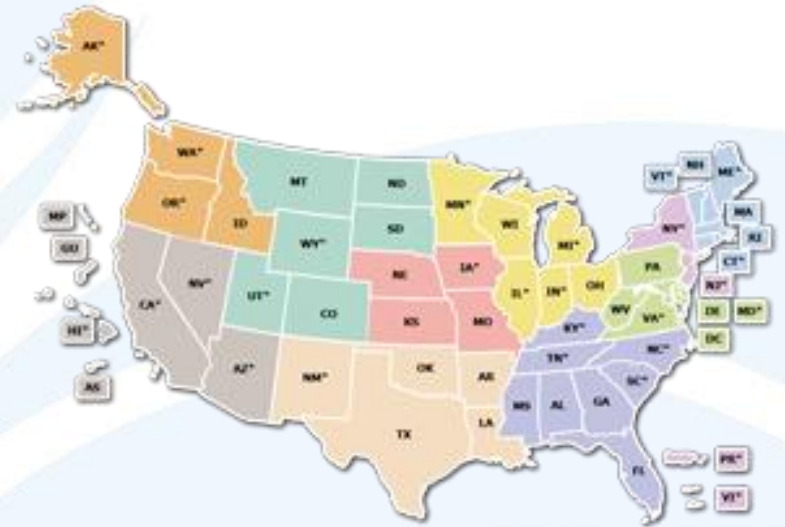 AK*
WA*
OR*
ID
MT
ND
SD
WY*
UT*
CO
MN*
WI
MI*
IL*
IN*
OH
NE
IA*
KS
MO
MP
GU
HI*
AS
CA*
NV*
AZ*
NM*
OK
AR
TX
LA
KY*
TN*
NC*
SC*
MS
AL
GA
FL
VT*
NH
ME*
MA
RI
CT*
NY*
NJ*
PA
WV
VA*
DE
MD*
DC
PR*
VI*